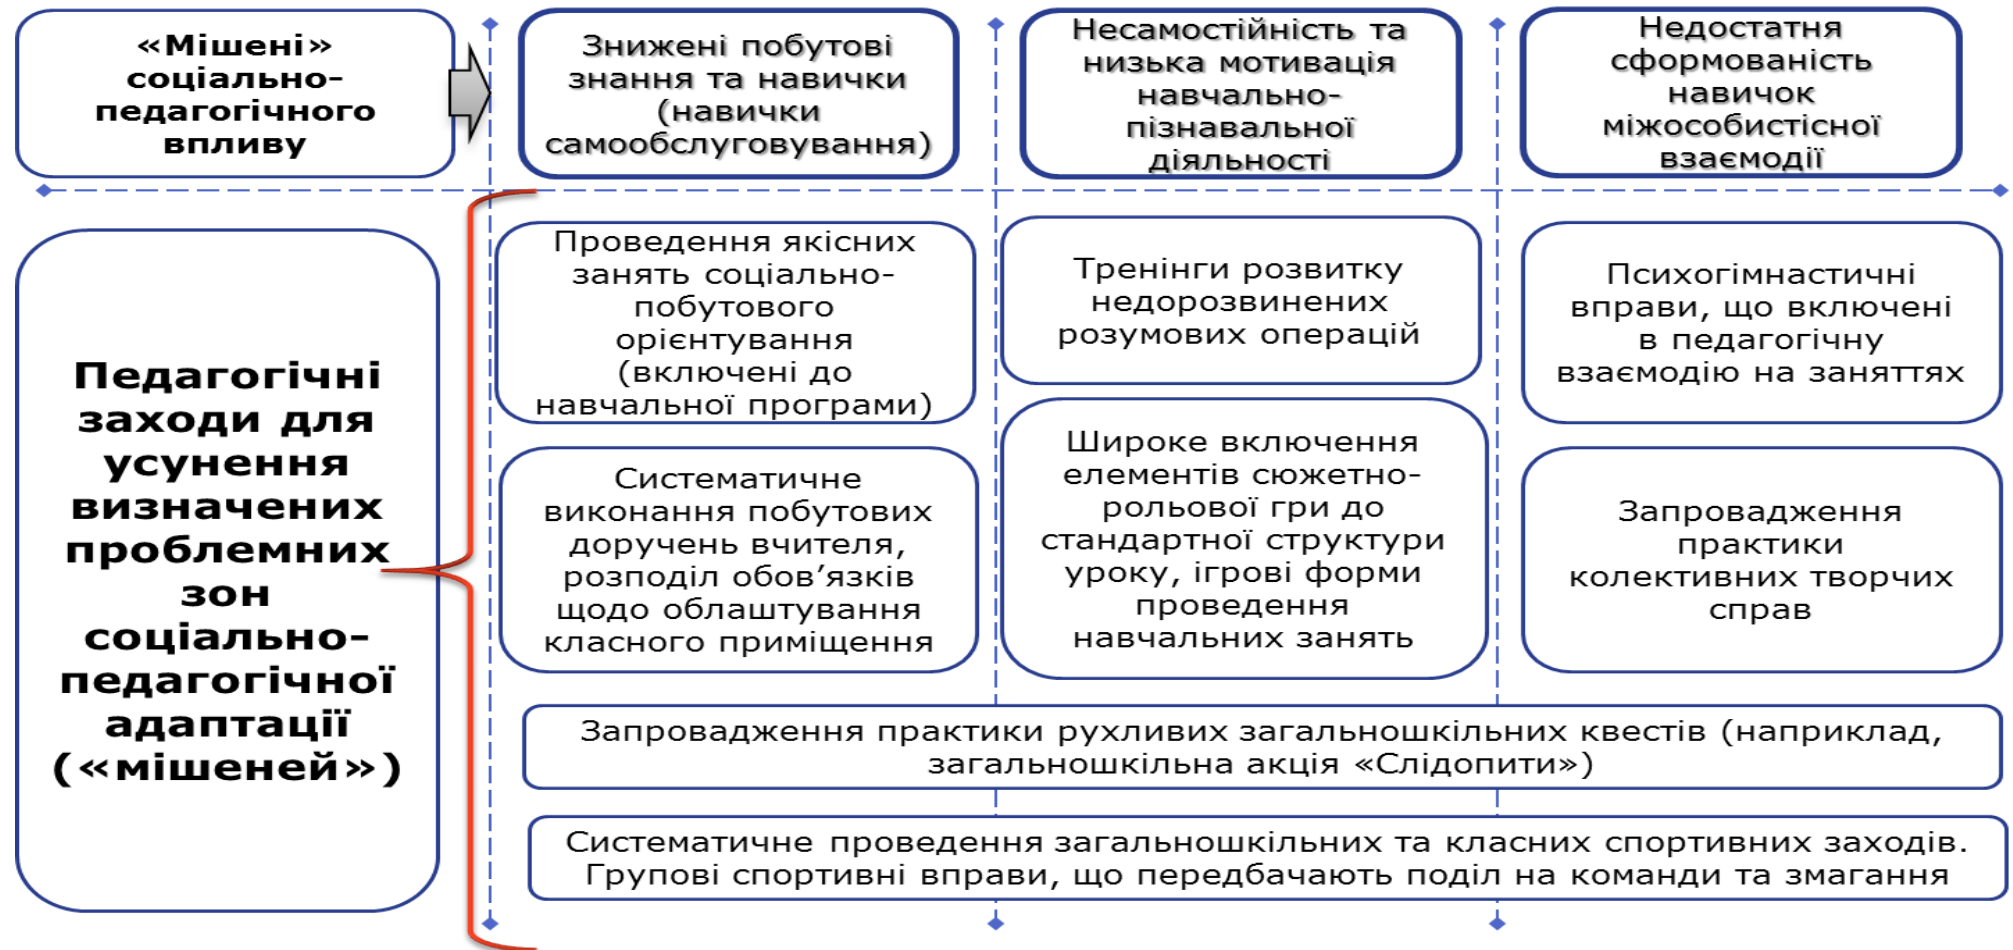 «Мішені»
соціально-
педагогічного
впливу
Знижені побутові
знання та навички
(навички
самообслуговування)
Несамостійність та
низька мотивація
навчально-
пізнавальної
діяльності
Недостатня
сформованість
навичок
міжособистісної
взаємодії
Педагогічні
заходи для
усунення
визначених
проблемних
зон
соціально-
педагогічної
адаптації
(«мішеней»)
Проведення якісних
занять соціально-
побутового
орієнтування
(включені до
навчальної програми)
Тренінги розвитку
недорозвинених
розумових операцій
Психогімнастичні
вправи, що включені
в педагогічну
взаємодію на заняттях
Систематичне
виконання побутових
доручень вчителя,
розподіл обов’язків
щодо облаштування
класного приміщення
Широке включення
елементів сюжетно-
рольової гри до
стандартної структури
уроку, ігрові форми
проведення
навчальних занять
Запровадження
практики
колективних творчих
справ
Запровадження практики рухливих загальношкільних квестів (наприклад,
загальношкільна акція «Слідопити»)
Систематичне проведення загальношкільних та класних спортивних заходів.
Групові спортивні вправи, що передбачають поділ на команди та змагання